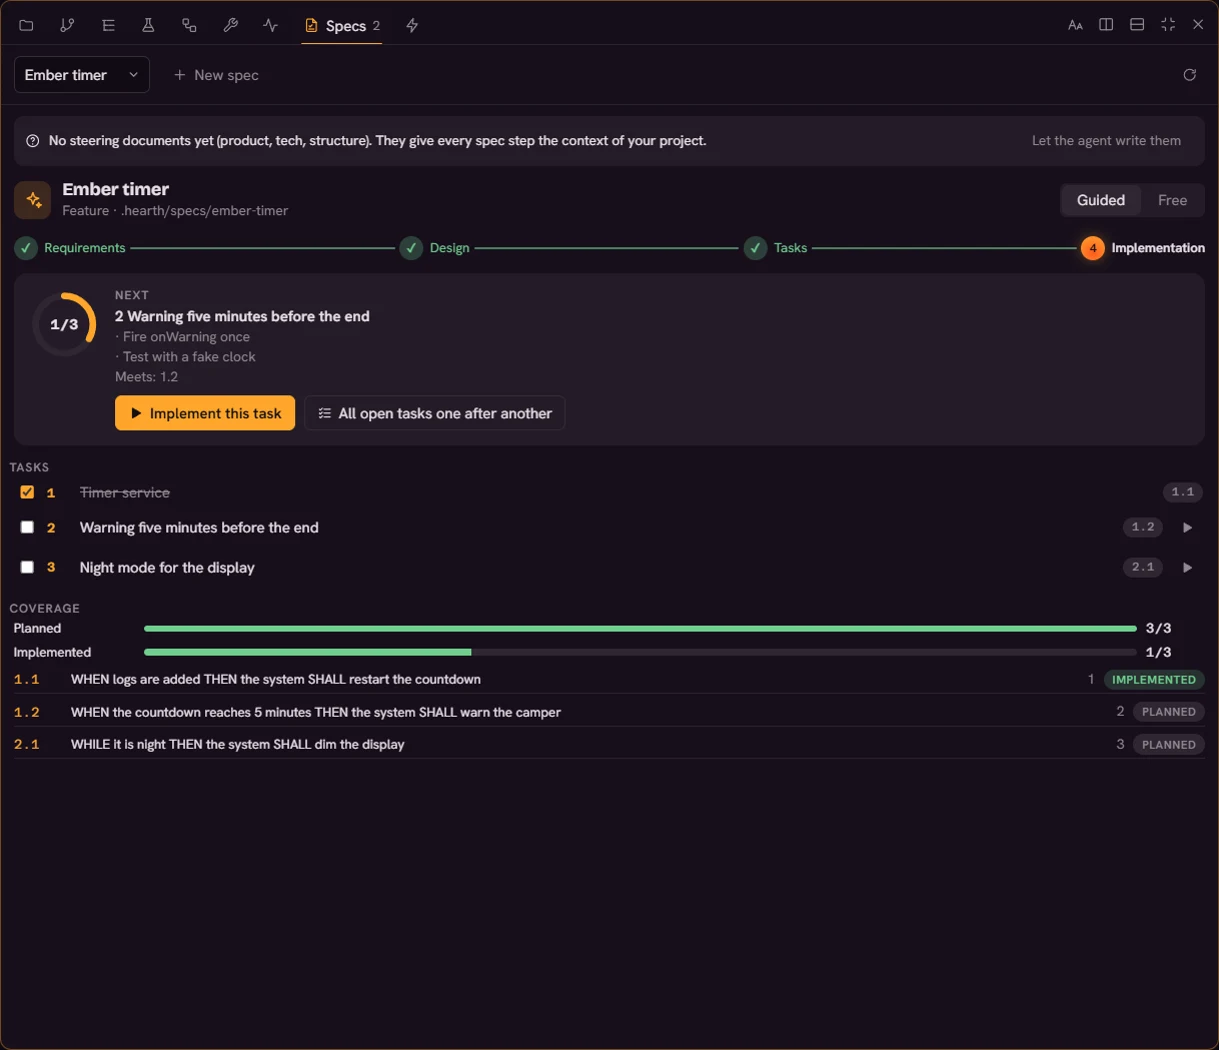 Specs 2
Ember timer
New spec
No steering documents yet (product, tech, structure). They give every spec step the context of your project.
Let the agent write them
Ember timer
Feature · .hearth/specs/ember-timer
Guided
Free
Requirements
Design
Tasks
4 Implementation
1/3
NEXT
2 Warning five minutes before the end
· Fire onWarning once
· Test with a fake clock
Meets: 1.2
Implement this task
All open tasks one after another
TASKS
1 Timer service 1.1
2 Warning five minutes before the end 1.2
3 Night mode for the display 2.1
COVERAGE
Planned 3/3
Implemented 1/3
1.1 WHEN logs are added THEN the system SHALL restart the countdown 1 IMPLEMENTED
1.2 WHEN the countdown reaches 5 minutes THEN the system SHALL warn the camper 2 PLANNED
2.1 WHILE it is night THEN the system SHALL dim the display 3 PLANNED